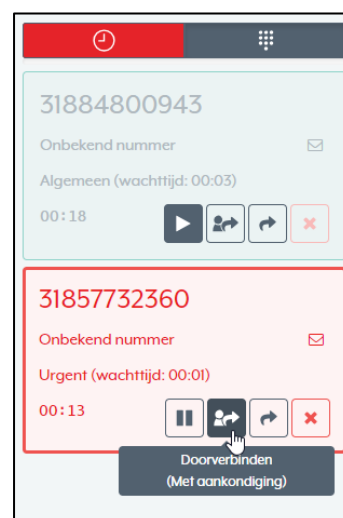 31884800943
Onbekend nummer
Algemeen (wachttijd: 00:03)
00:18
31857732360
Onbekend nummer
Urgent (wachttijd: 00:01)
00:13
Doorverbinden
(Met aankondiging)